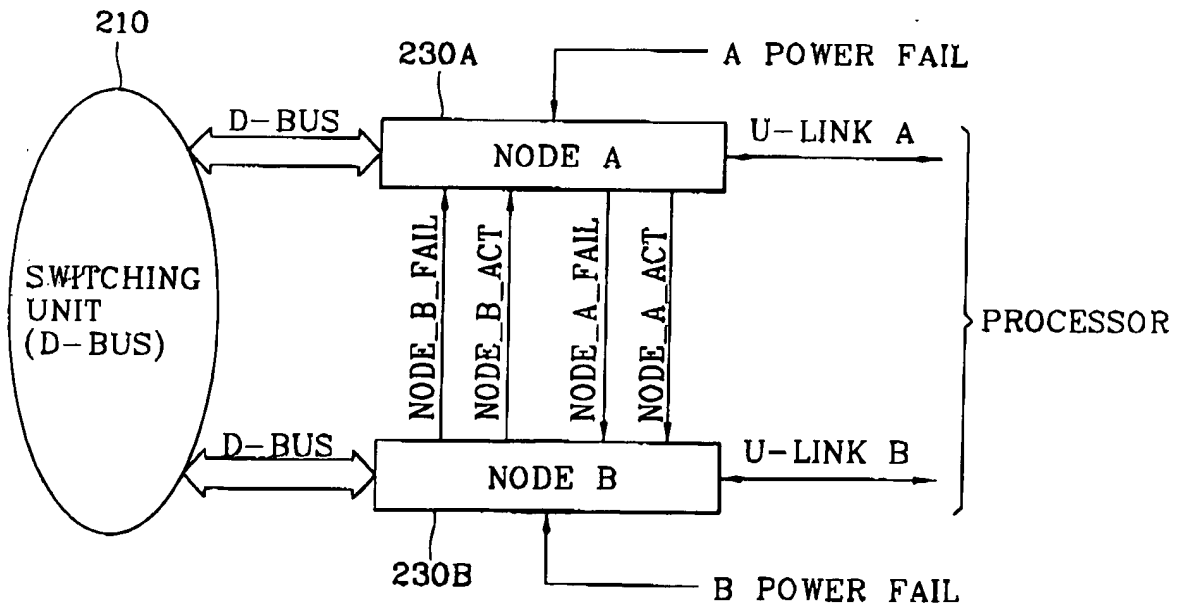 210
230A
A POWER FAIL
D-BUS
NODE A
U-LINK A
SWITCHING
UNIT
(D-BUS)
NODE_B_FAIL
NODE_B_ACT
NODE_A_FAIL
NODE_A_ACT
PROCESSOR
D-BUS
NODE B
U-LINK B
230B
B POWER FAIL